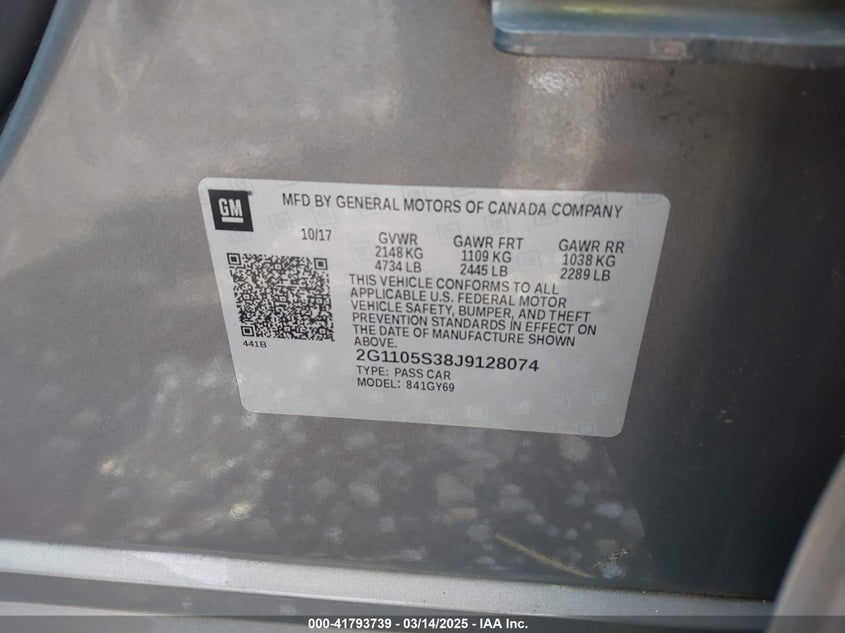 GM
MFD BY GENERAL MOTORS OF CANADA COMPANY
10/17 GVWR GAWR FRT GAWR RR
2148 KG 1109 KG 1038 KG
4734 LB 2445 LB 2289 LB
THIS VEHICLE CONFORMS TO ALL
APPLICABLE U.S. FEDERAL MOTOR
VEHICLE SAFETY, BUMPER, AND THEFT
PREVENTION STANDARDS IN EFFECT ON
THE DATE OF MANUFACTURE SHOWN
ABOVE.
441B
2G1105S38J9128074
TYPE: PASS CAR
MODEL: 841GY69
000-41793739 - 03/14/2025 - IAA Inc.